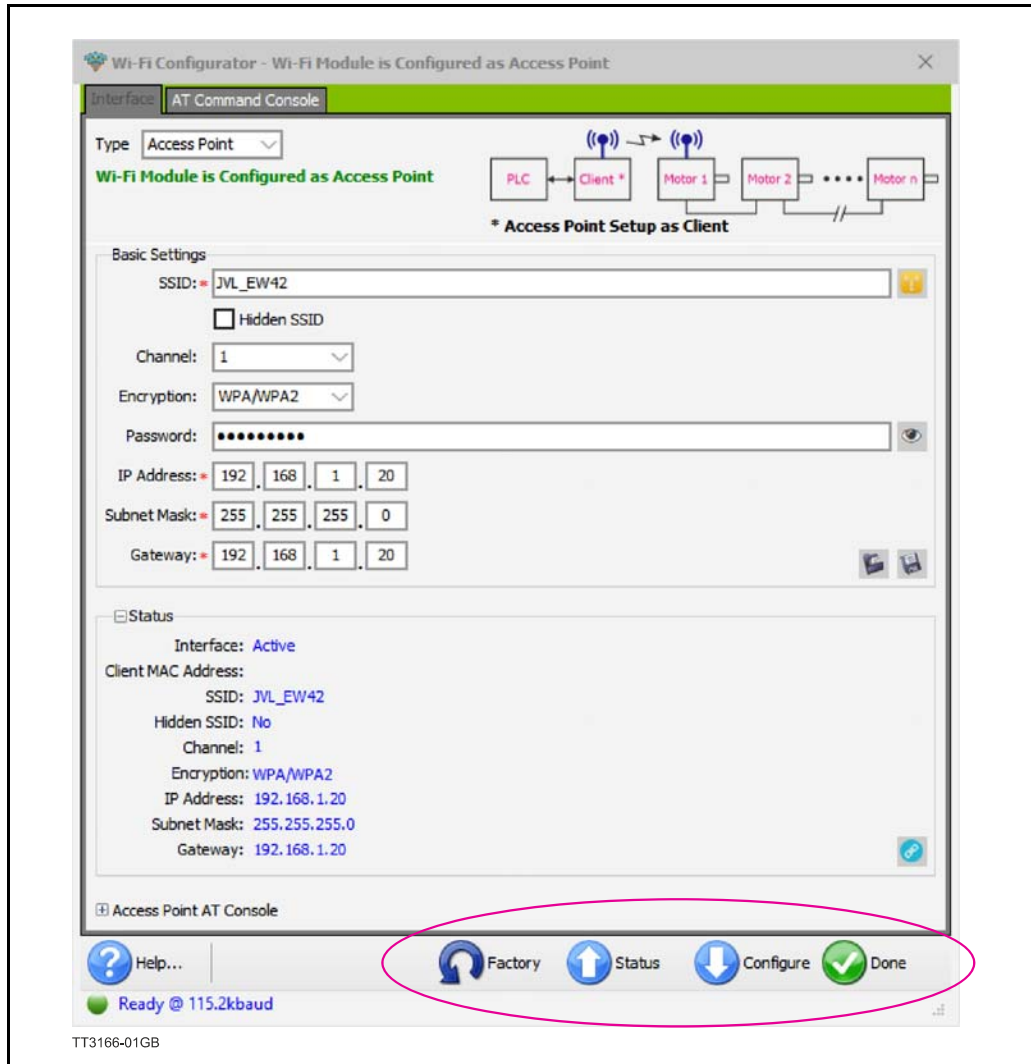 Wi-Fi Configurator - Wi-Fi Module is Configured as Access Point
Interface AT Command Console
Type Access Point
Wi-Fi Module is Configured as Access Point
PLC Client * Motor 1 Motor 2 Motor n
* Access Point Setup as Client
Basic Settings
SSID:* JVL_EW42
Hidden SSID
Channel: 1
Encryption: WPA/WPA2
Password: •••••••••
IP Address:* 192 . 168 . 1 . 20
Subnet Mask:* 255 . 255 . 255 . 0
Gateway:* 192 . 168 . 1 . 20
Status
Interface: Active
Client MAC Address:
SSID: JVL_EW42
Hidden SSID: No
Channel: 1
Encryption: WPA/WPA2
IP Address: 192.168.1.20
Subnet Mask: 255.255.255.0
Gateway: 192.168.1.20
Access Point AT Console
Help... Factory Status Configure Done
Ready @ 115.2kbaud
TT3166-01GB